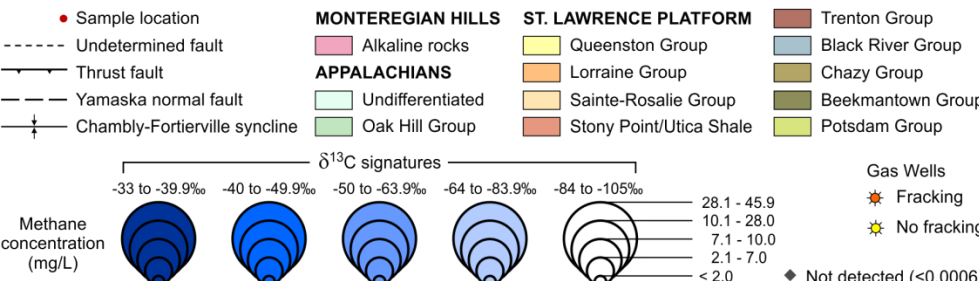 Sample location
Undetermined fault
Thrust fault
Yamaska normal fault
Chambly-Fortierville syncline
MONTEREGIAN HILLS
Alkaline rocks
APPALACHIANS
Undifferentiated
Oak Hill Group
ST. LAWRENCE PLATFORM
Queenston Group
Lorraine Group
Sainte-Rosalie Group
Stony Point/Utica Shale
Trenton Group
Black River Group
Chazy Group
Beekmantown Group
Potsdam Group
δ13C signatures
-33 to -39.9‰ -40 to -49.9‰ -50 to -63.9‰ -64 to -83.9‰ -84 to -105‰
Methane
concentration
(mg/L)
28.1 - 45.9
10.1 - 28.0
7.1 - 10.0
2.1 - 7.0
< 2.0
Gas Wells
Fracking
No fracking
Not detected (<0.0006